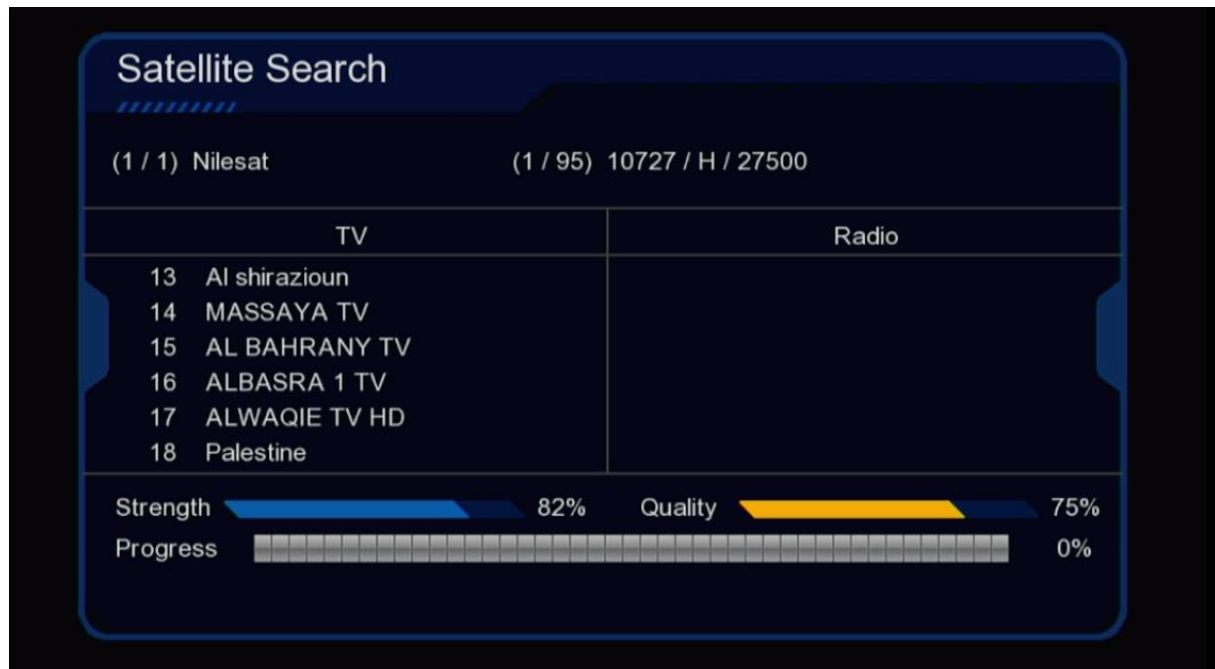 Satellite Search
(1 / 1) Nilesat (1 / 95) 10727 / H / 27500
TV Radio
13 Al shirazioun
14 MASSAYA TV
15 AL BAHRANY TV
16 ALBASRA 1 TV
17 ALWAQIE TV HD
18 Palestine
Strength 82% Quality 75%
Progress 0%